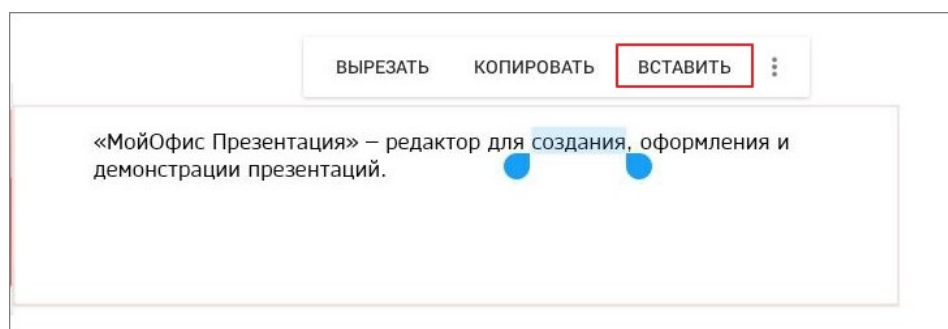 ВЫРЕЗАТЬ КОПИРОВАТЬ ВСТАВИТЬ
«МойОфис Презентация» – редактор для создания, оформления и
демонстрации презентаций.